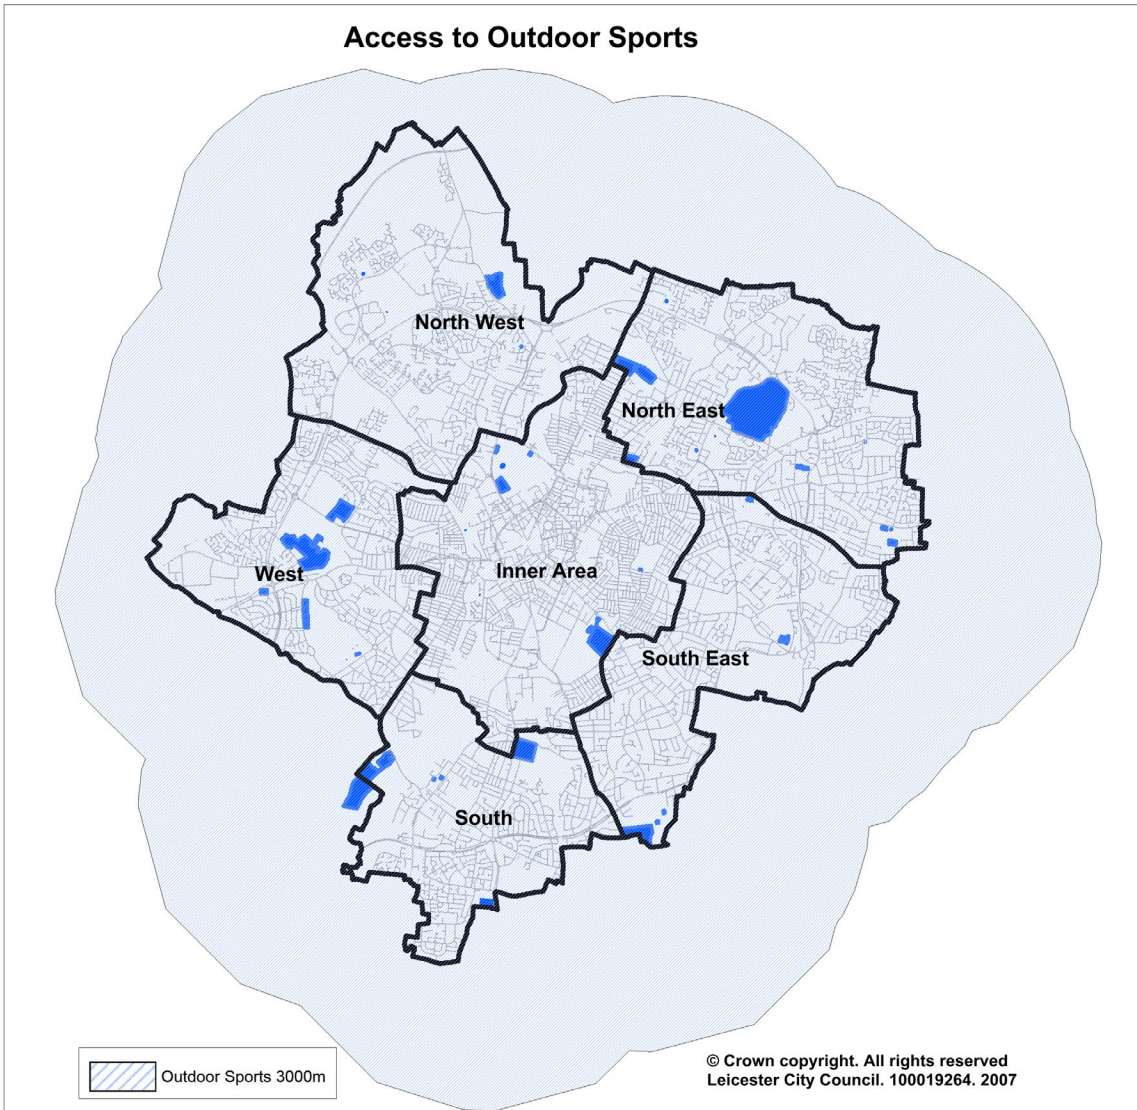 Access to Outdoor Sports
North West
North East
West
Inner Area
South East
South
Outdoor Sports 3000m
© Crown copyright. All rights reserved
Leicester City Council. 100019264. 2007